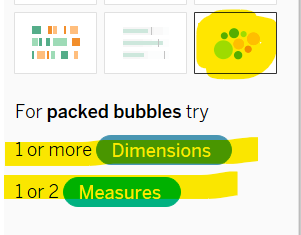 For packed bubbles try
1 or more Dimensions
1 or 2 Measures